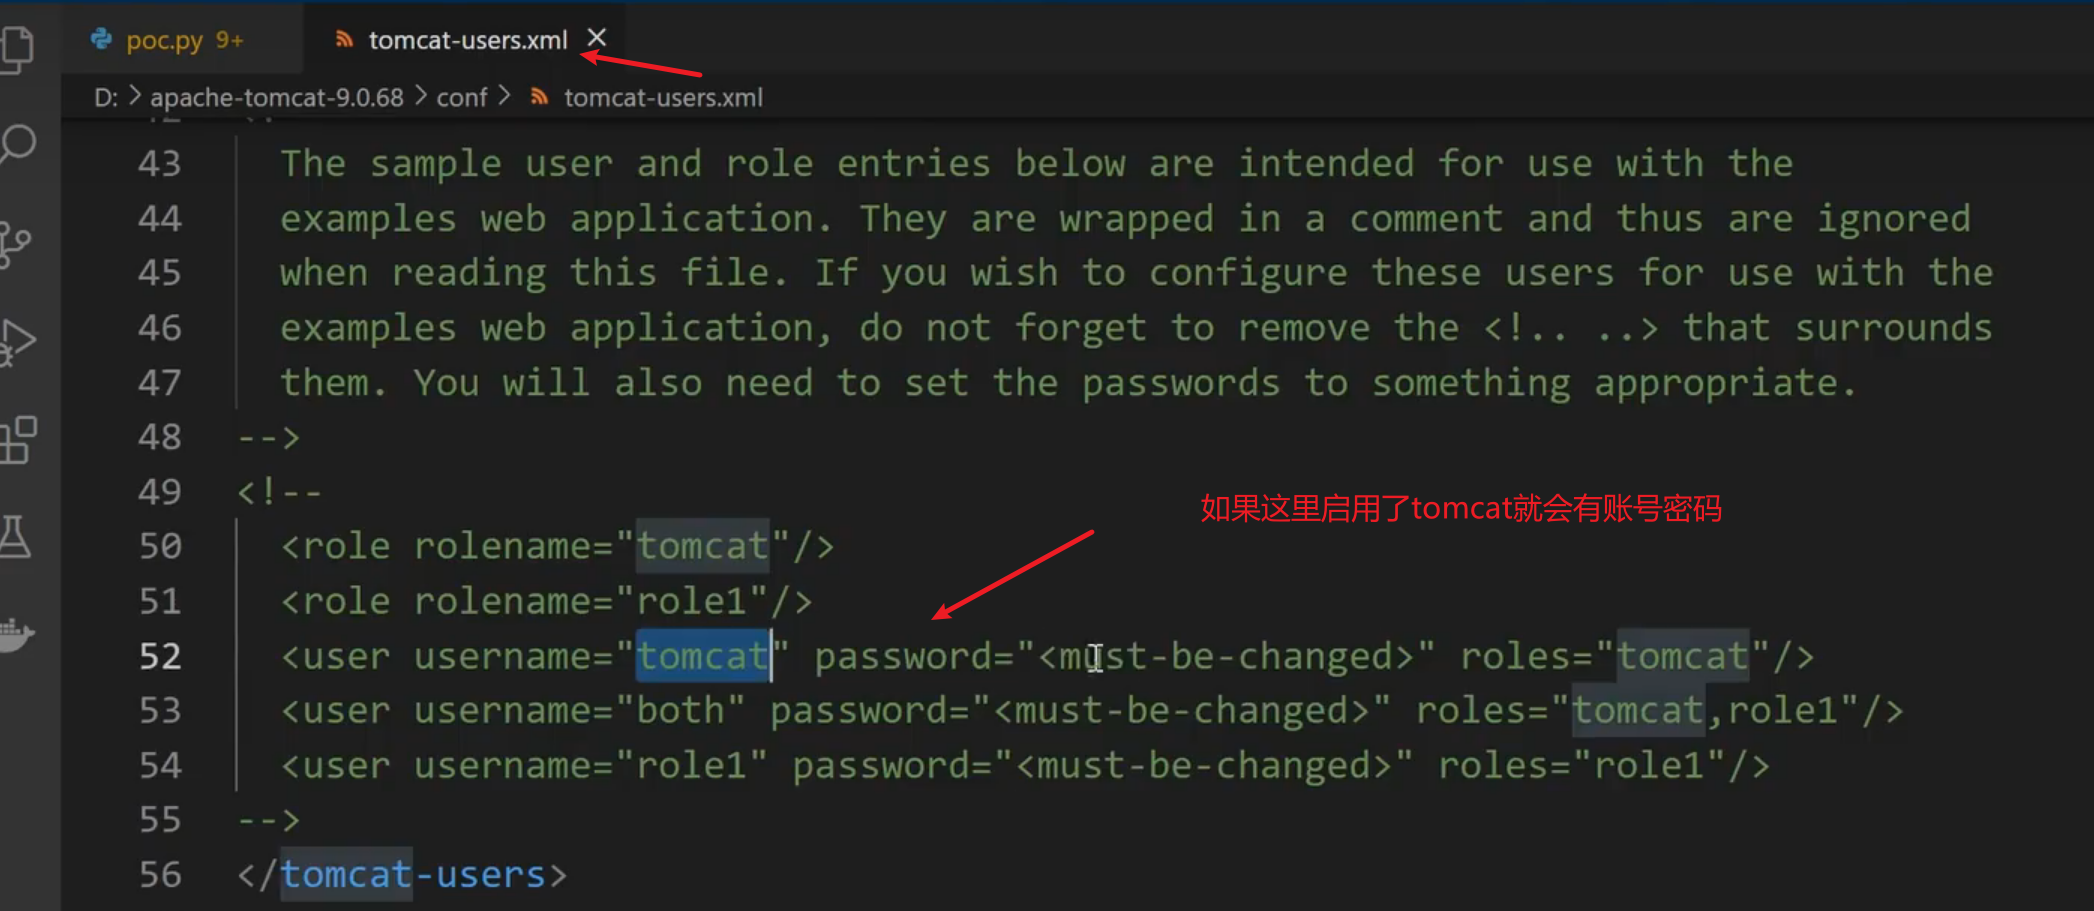 poc.py 9+ tomcat-users.xml
D: > apache-tomcat-9.0.68 > conf > tomcat-users.xml
43 The sample user and role entries below are intended for use with the
44 examples web application. They are wrapped in a comment and thus are ignored
45 when reading this file. If you wish to configure these users for use with the
46 examples web application, do not forget to remove the <!.. ..> that surrounds
47 them. You will also need to set the passwords to something appropriate.
48 -->
49 <!--
如果这里启用了tomcat就会有账号密码
50 <role rolename="tomcat"/>
51 <role rolename="role1"/>
52 <user username="tomcat" password="<must-be-changed>" roles="tomcat"/>
53 <user username="both" password="<must-be-changed>" roles="tomcat,role1"/>
54 <user username="role1" password="<must-be-changed>" roles="role1"/>
55 -->
56 </tomcat-users>